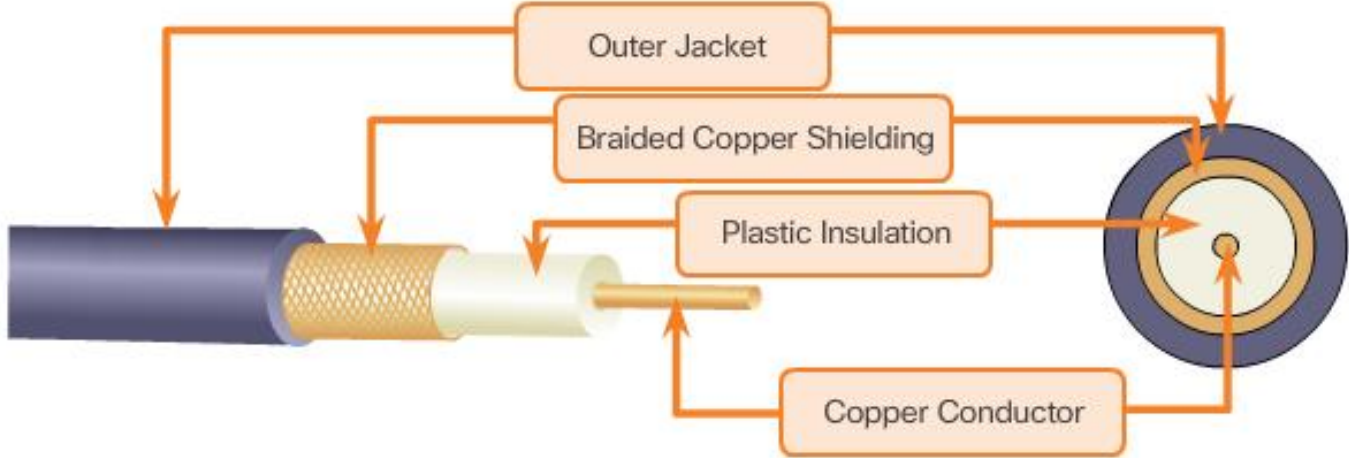 Outer Jacket
Braided Copper Shielding
Plastic Insulation
Copper Conductor